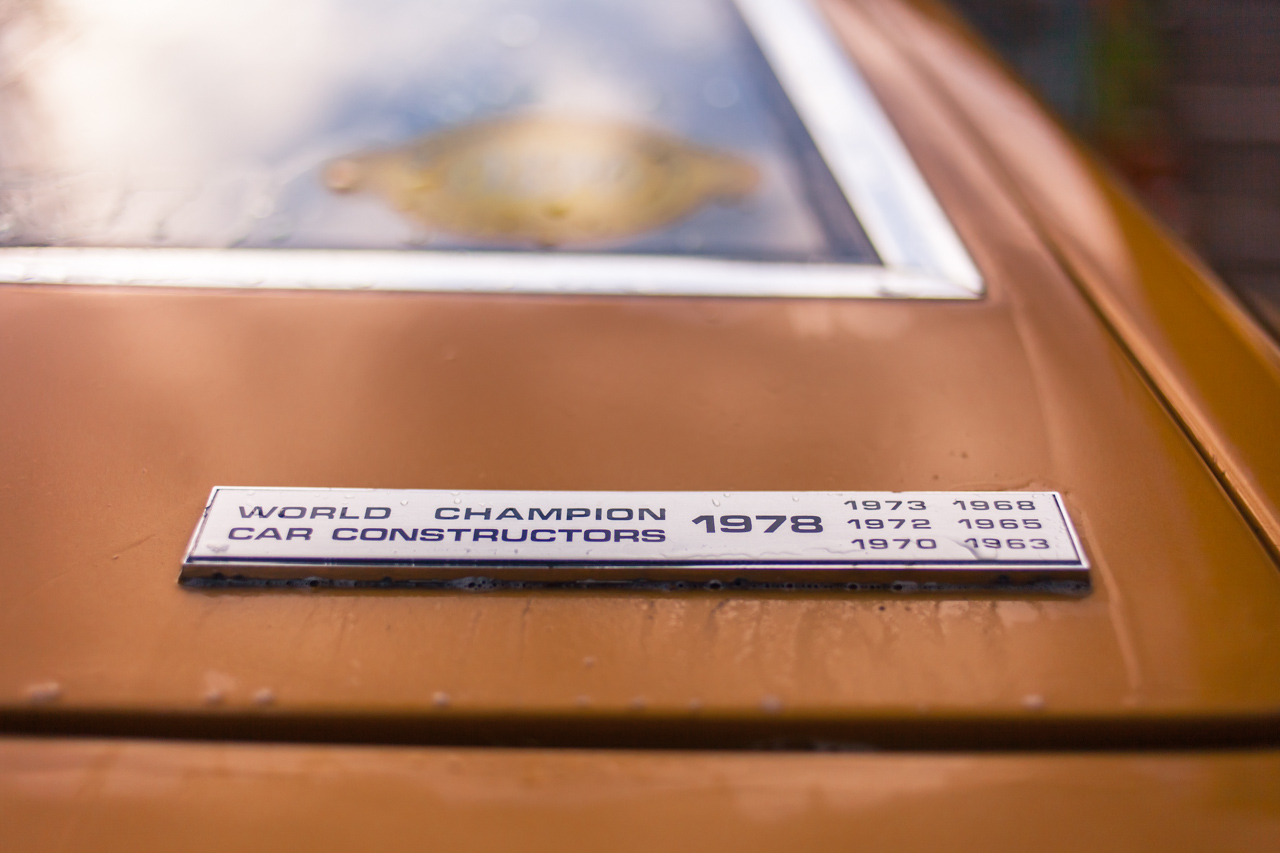 WORLD CHAMPION
CAR CONSTRUCTORS
1978
1973 1968
1972 1965
1970 1963